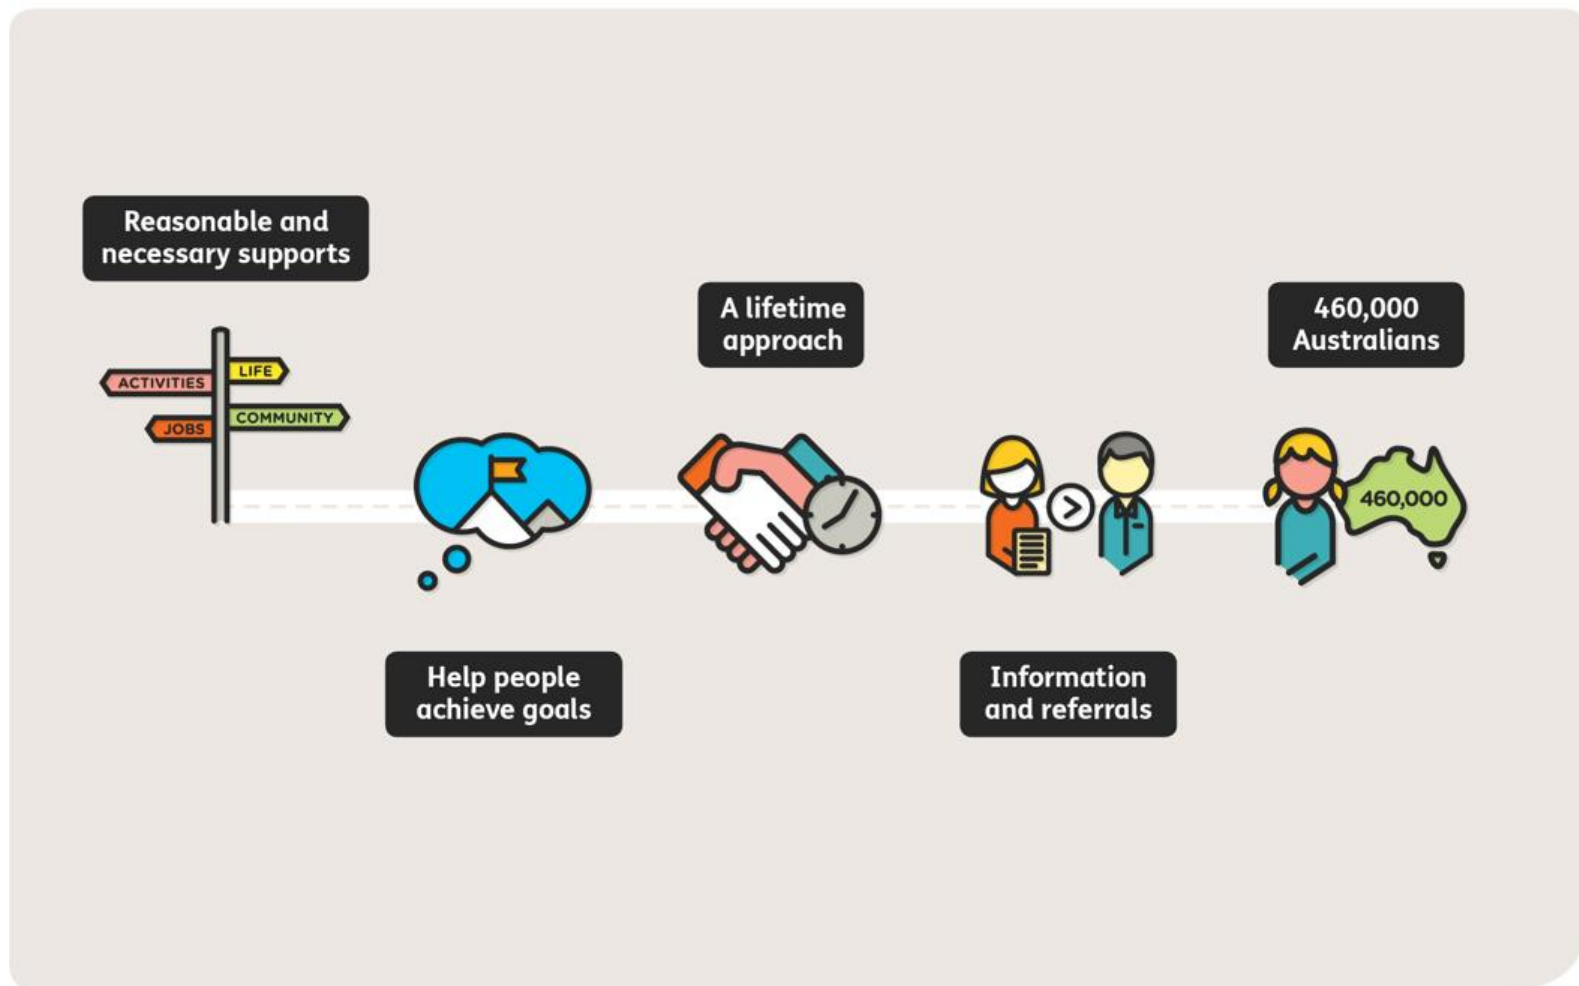 Reasonable and
necessary supports
ACTIVITIES
LIFE
JOBS
COMMUNITY
Help people
achieve goals
A lifetime
approach
Information
and referrals
460,000
Australians
460,000